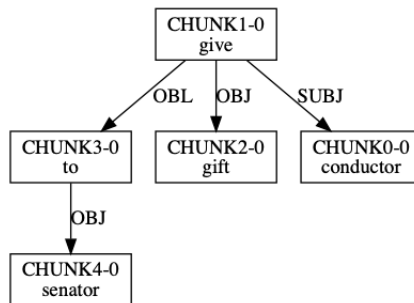 CHUNK1-0
give
OBL
OBJ
SUBJ
CHUNK3-0
to
CHUNK2-0
gift
CHUNK0-0
conductor
OBJ
CHUNK4-0
senator